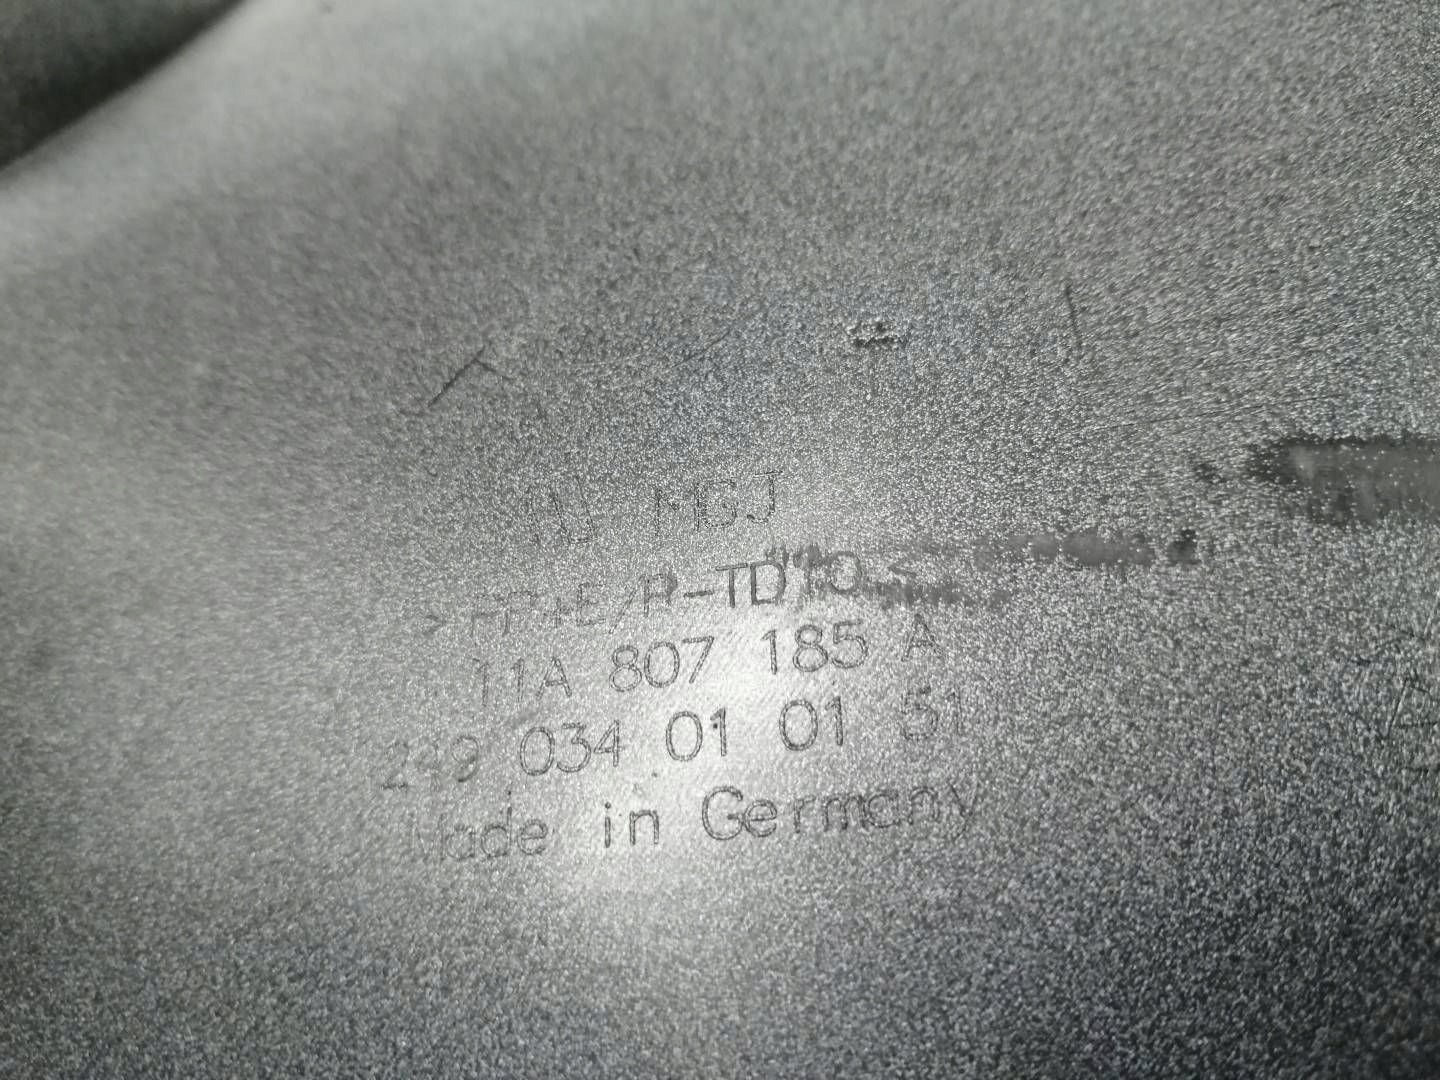 MGJ
>PP+E/P-TD10<
11A 807 185 A
249 034 01 01 51
Made in Germany